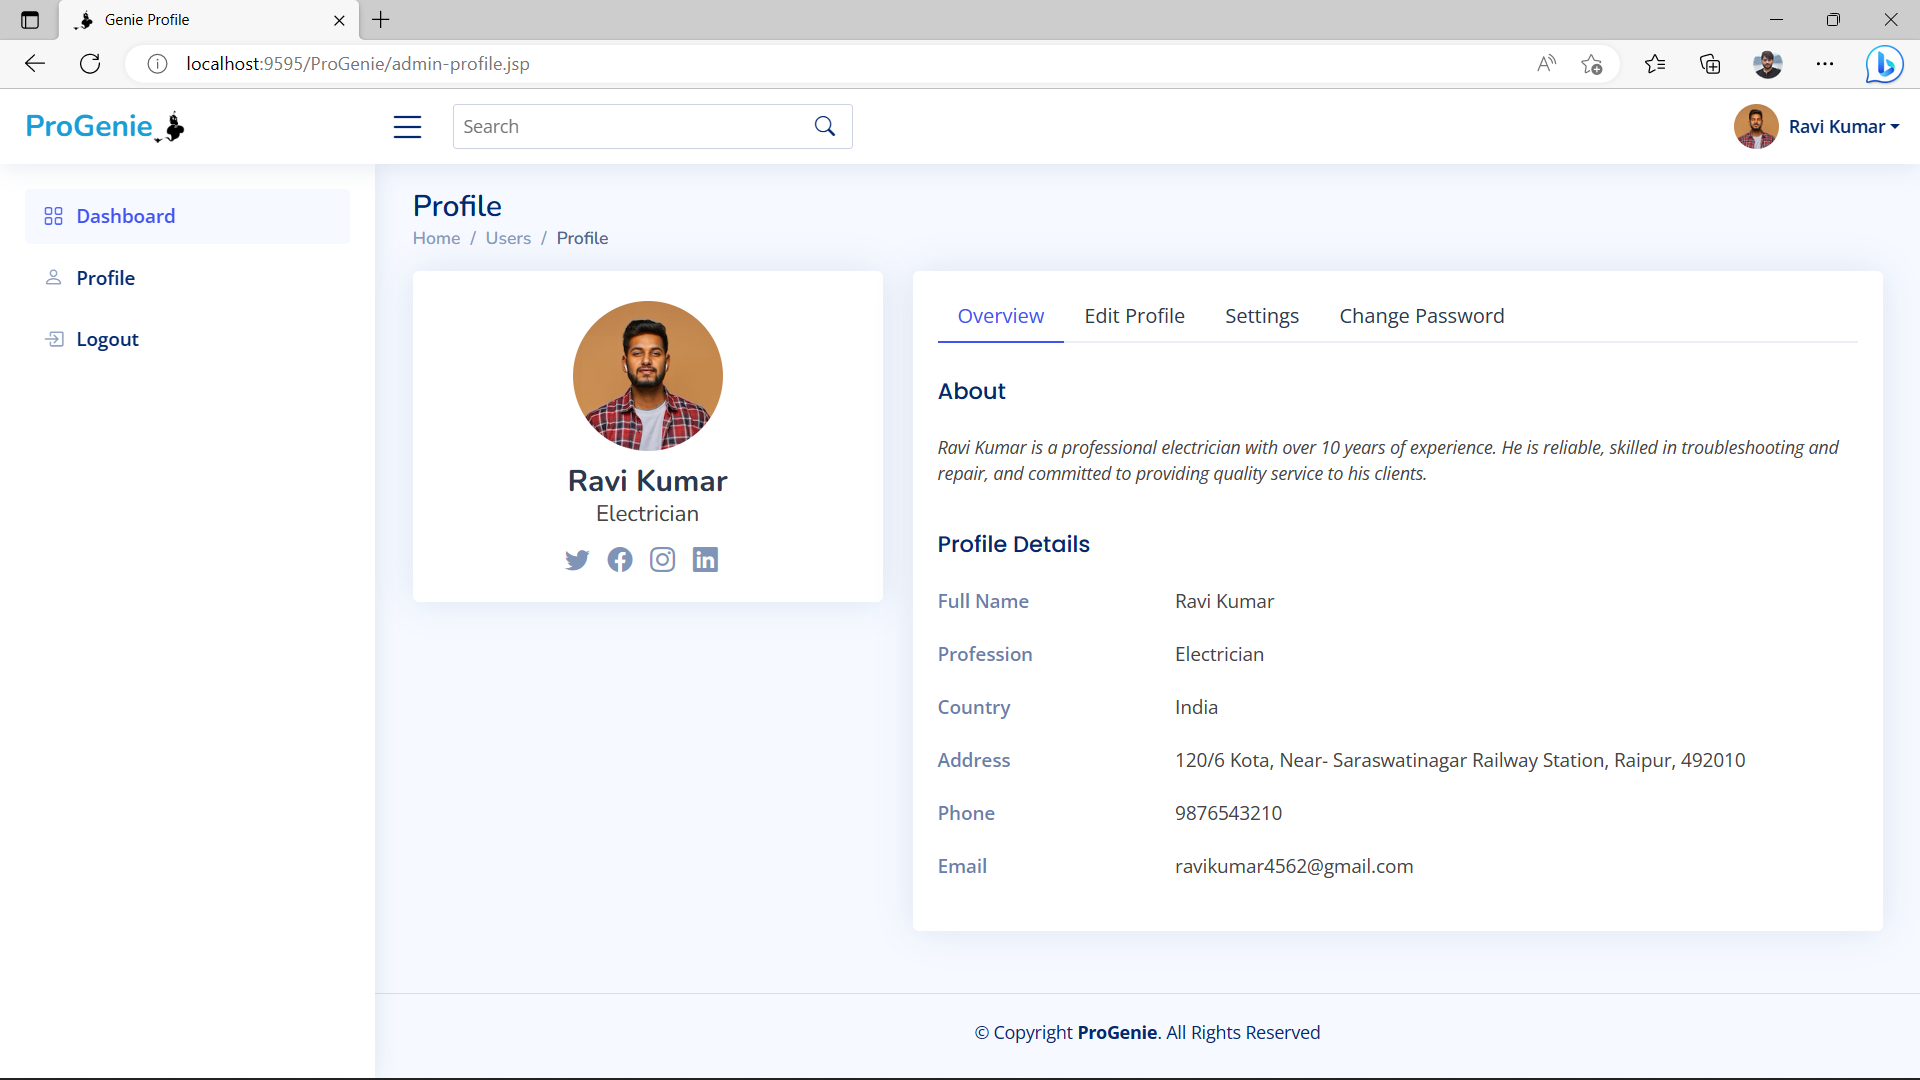 Genie Profile
localhost:9595/ProGenie/admin-profile.jsp
ProGenie
Search
Ravi Kumar
Dashboard
Profile
Logout
Profile
Home / Users / Profile
Ravi Kumar
Electrician
Overview
Edit Profile
Settings
Change Password
About
Ravi Kumar is a professional electrician with over 10 years of experience. He is reliable, skilled in troubleshooting and
repair, and committed to providing quality service to his clients.
Profile Details
Full Name Ravi Kumar
Profession Electrician
Country India
Address 120/6 Kota, Near- Saraswatinagar Railway Station, Raipur, 492010
Phone 9876543210
Email ravikumar4562@gmail.com
© Copyright ProGenie. All Rights Reserved